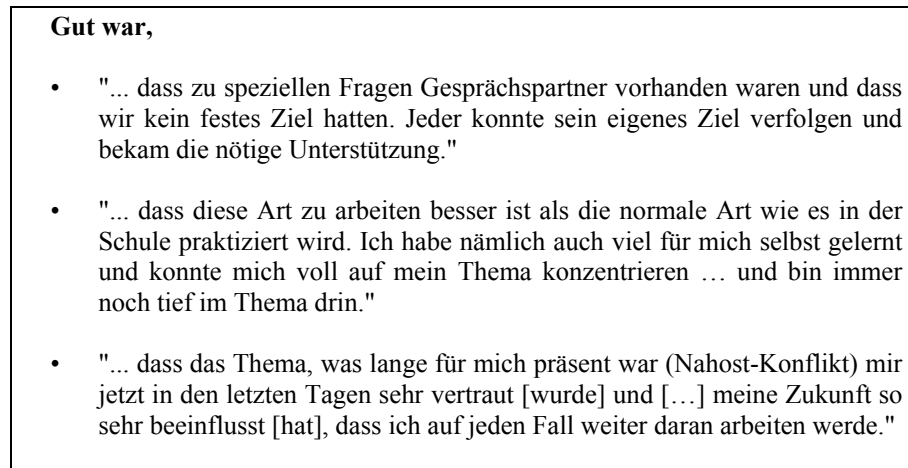 Gut war,
• "... dass zu speziellen Fragen Gesprächspartner vorhanden waren und dass
wir kein festes Ziel hatten. Jeder konnte sein eigenes Ziel verfolgen und
bekam die nötige Unterstützung."
• "... dass diese Art zu arbeiten besser ist als die normale Art wie es in der
Schule praktiziert wird. Ich habe nämlich auch viel für mich selbst gelernt
und konnte mich voll auf mein Thema konzentrieren … und bin immer
noch tief im Thema drin."
• "... dass das Thema, was lange für mich präsent war (Nahost-Konflikt) mir
jetzt in den letzten Tagen sehr vertraut [wurde] und […] meine Zukunft so
sehr beeinflusst [hat], dass ich auf jeden Fall weiter daran arbeiten werde."